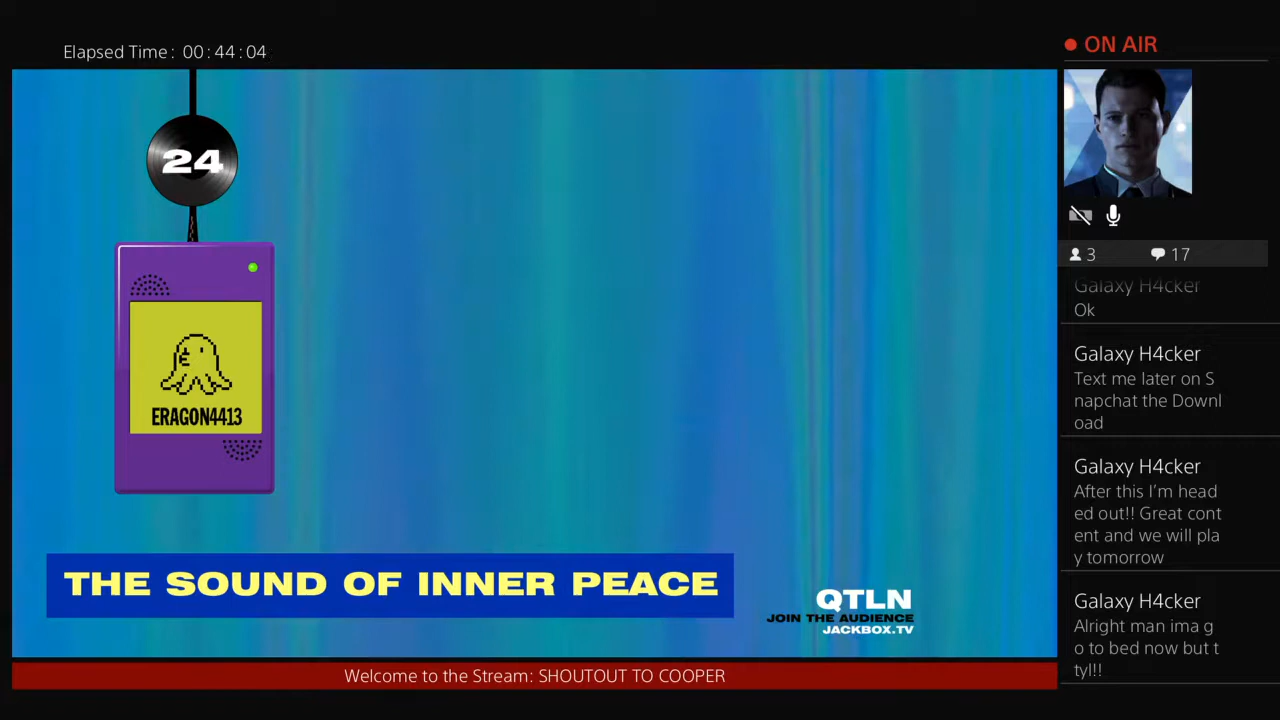 Elapsed Time: 00:44:04
ON AIR
24
ERAGON4413
THE SOUND OF INNER PEACE
QTLN
JOIN THE AUDIENCE
JACKBOX.TV
Welcome to the Stream: SHOUTOUT TO COOPER
3 17
Galaxy H4cker
Ok
Galaxy H4cker
Text me later on S
napchat the Downl
oad
Galaxy H4cker
After this I'm head
ed out!! Great cont
ent and we will pla
y tomorrow
Galaxy H4cker
Alright man ima g
o to bed now but t
tyl!!